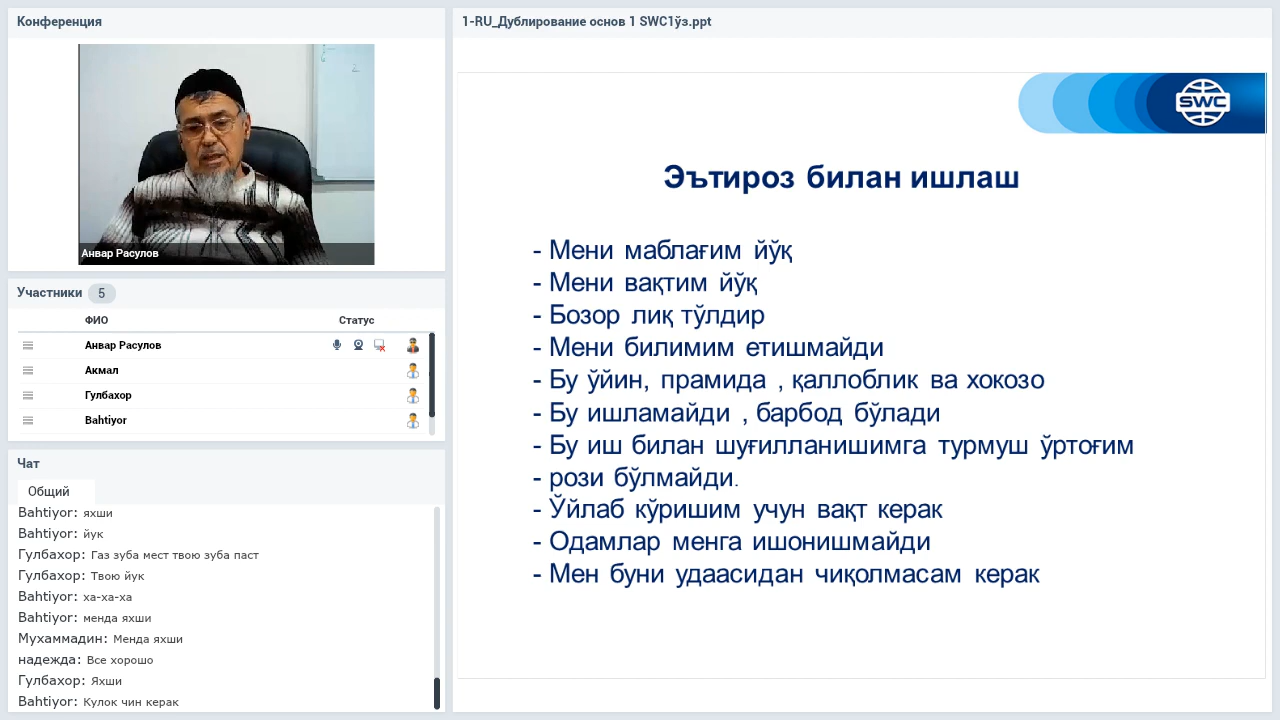 Конференция
Анвар Расулов
Участники 5
ФИО Статус
Анвар Расулов
Акмал
Гулбахор
Bahtiyor
Чат
Общий
Bahtiyor: яхши
Bahtiyor: йук
Гулбахор: Газ зуба мест твою зуба паст
Гулбахор: Твою йук
Bahtiyor: ха-ха-ха
Bahtiyor: менда яхши
Мухаммадин: Менда яхши
надежда: Все хорошо
Гулбахор: Яхши
Bahtiyor: Кулок чин керак
1-RU_Дублирование основ 1 SWC1ўз.ppt
SWC
Эътироз билан ишлаш
- Мени маблағим йўқ
- Мени вақтим йўқ
- Бозор лиқ тўлдир
- Мени билимим етишмайди
- Бу ўйин, прамида , қаллоблик ва хокозо
- Бу ишламайди , барбод бўлади
- Бу иш билан шуғилланишимга турмуш ўртоғим
- рози бўлмайди.
- Ўйлаб кўришим учун вақт керак
- Одамлар менга ишонишмайди
- Мен буни удаасидан чиқолмасам керак